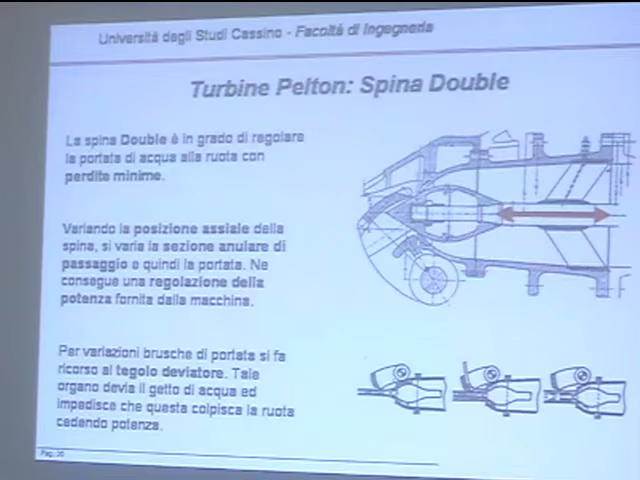 Università degli Studi Cassino - Facoltà di Ingegneria
Turbine Pelton: Spina Double
La spina Double è in grado di regolare
la portata di acqua alla ruota con
perdite minime.
Variando la posizione assiale della
spina, si varia la sezione anulare di
passaggio e quindi la portata. Ne
consegue una regolazione della
potenza fornita dalla macchina.
Per variazioni brusche di portata si fa
ricorso al tegolo deviatore. Tale
organo devia il getto di acqua ed
impedisce che questa colpisca la ruota
cedendo potenza.
Pag. 30